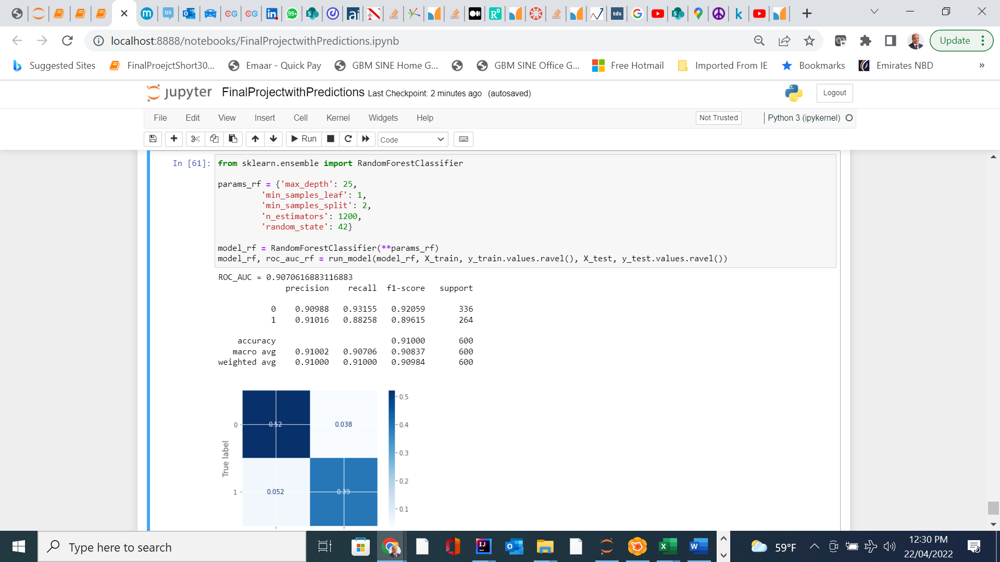 localhost:8888/notebooks/FinalProjectwithPredictions.ipynb
Update
Suggested Sites
FinalProejctShort30...
Emaar - Quick Pay
GBM SINE Home G...
GBM SINE Office G...
Free Hotmail
Imported From IE
Bookmarks
Emirates NBD
»
jupyter FinalProjectwithPredictions Last Checkpoint: 2 minutes ago (autosaved)
Logout
File Edit View Insert Cell Kernel Widgets Help
Not Trusted
Python 3 (ipykernel)
Run
Code
In [61]: from sklearn.ensemble import RandomForestClassifier
params_rf = {'max_depth': 25,
'min_samples_leaf': 1,
'min_samples_split': 2,
'n_estimators': 1200,
'random_state': 42}
model_rf = RandomForestClassifier(**params_rf)
model_rf, roc_auc_rf = run_model(model_rf, X_train, y_train.values.ravel(), X_test, y_test.values.ravel())
ROC_AUC = 0.9070616883116883
precision recall f1-score support
0 0.90988 0.93155 0.92059 336
1 0.91016 0.88258 0.89615 264
accuracy 0.91000 600
macro avg 0.91002 0.90706 0.90837 600
weighted avg 0.91000 0.91000 0.90984 600
0.5
0 0.52 0.038 0.4
0.3
True label
0.2
1 0.052 0.39
0.1
Type here to search
59°F
12:30 PM
22/04/2022